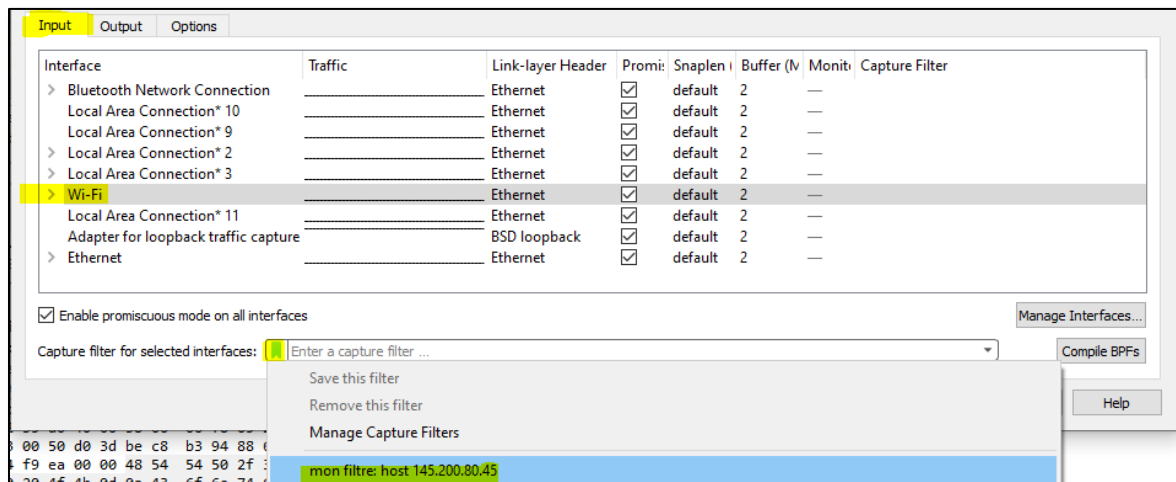 Input Output Options
Interface Traffic Link-layer Header Promi: Snaplen ( Buffer (M Monit Capture Filter
Bluetooth Network Connection Ethernet default 2 —
Local Area Connection* 10 Ethernet default 2 —
Local Area Connection* 9 Ethernet default 2 —
Local Area Connection* 2 Ethernet default 2 —
Local Area Connection* 3 Ethernet default 2 —
Wi-Fi Ethernet default 2 —
Local Area Connection* 11 Ethernet default 2 —
Adapter for loopback traffic capture BSD loopback default 2 —
Ethernet Ethernet default 2 —
Enable promiscuous mode on all interfaces Manage Interfaces...
Capture filter for selected interfaces: Enter a capture filter ... Compile BPFs
Save this filter
Remove this filter
Help
Manage Capture Filters
00 50 d0 3d be c8 b3 94 88
f9 ea 00 00 48 54 54 50 2f
mon filtre: host 145.200.80.45